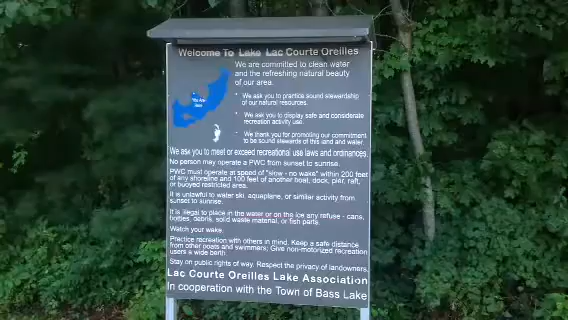 Welcome To Lake Lac Courte Oreilles
We are committed to clean water
and the refreshing natural beauty
of our area.
* We ask you to practice sound stewardship
of our natural resources.
* We ask you to display safe and considerate
recreation activity use.
* We thank you for promoting our commitment
to be sound stewards of this land and water.
You Are
Here
We ask you to meet or exceed recreational use laws and ordinances.
No person may operate a PWC from sunset to sunrise.
PWC must operate at speed of "slow - no wake" within 200 feet
of any shoreline and 100 feet of another boat, dock, pier, raft,
or buoyed restricted area.
It is unlawful to water ski, aquaplane, or similar activity from
sunset to sunrise.
It is illegal to place in the water or on the ice any refuse - cans,
bottles, debris, solid waste material, or fish parts.
Watch your wake.
Practice recreation with others in mind. Keep a safe distance
from other boats and swimmers; Give non-motorized recreation
users a wide berth.
Stay on public rights of way. Respect the privacy of landowners.
Lac Courte Oreilles Lake Association
In cooperation with the Town of Bass Lake